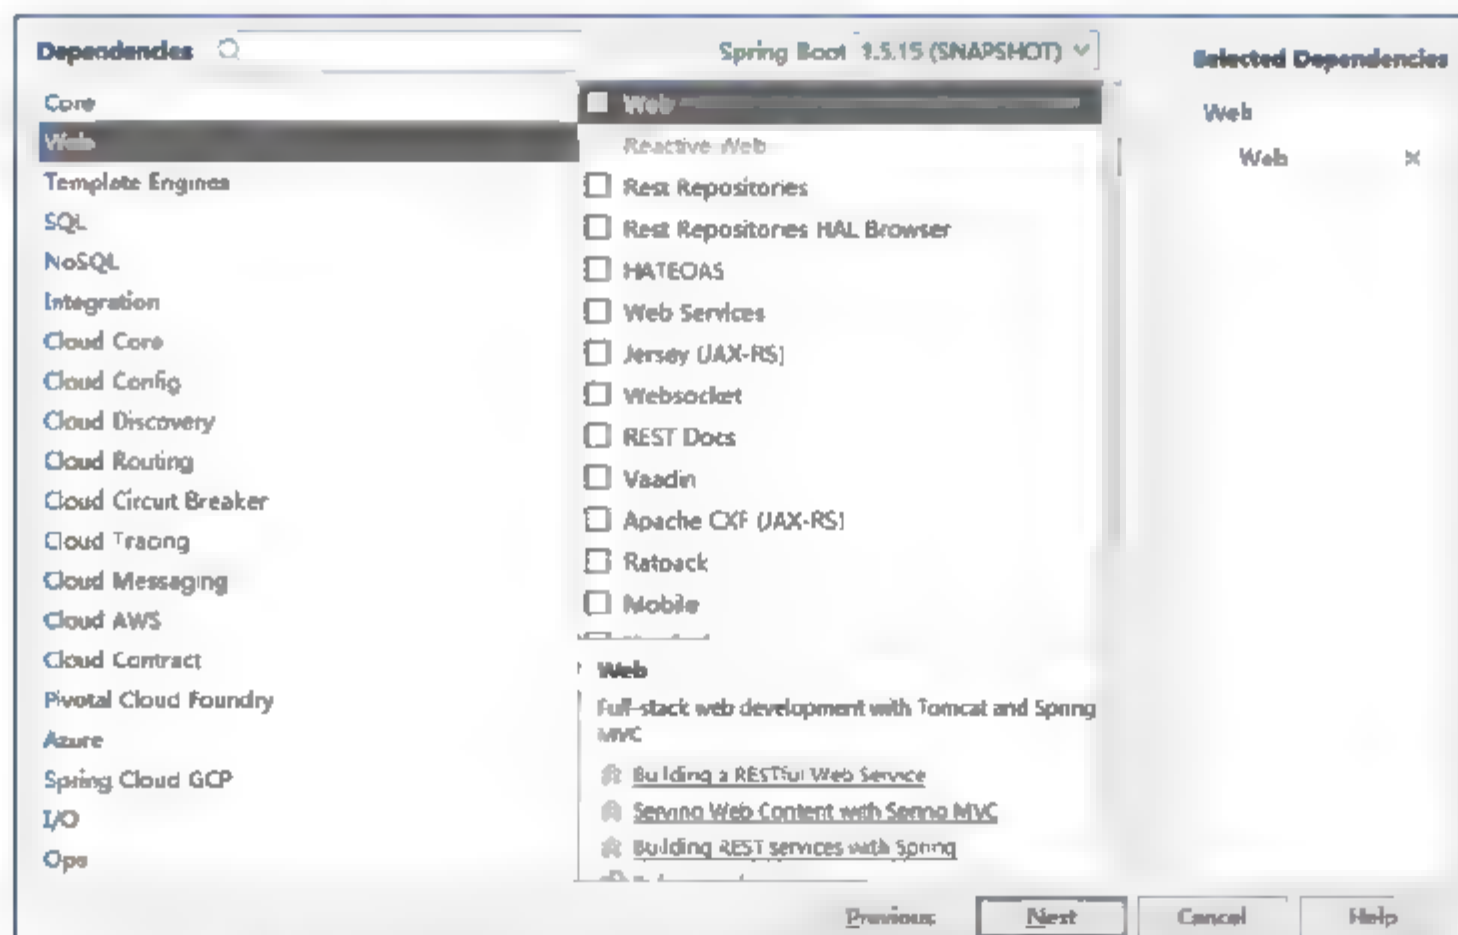 Dependencies
Spring Boot 1.5.15 (SNAPSHOT)
Selected Dependencies
Core
Web
Template Engines
SQL
NoSQL
Integration
Cloud Core
Cloud Config
Cloud Discovery
Cloud Routing
Cloud Circuit Breaker
Cloud Tracing
Cloud Messaging
Cloud AWS
Cloud Contract
Pivotal Cloud Foundry
Azure
Spring Cloud GCP
I/O
Ops
Web
Reactive Web
Rest Repositories
Rest Repositories HAL Browser
HATEOAS
Web Services
Jersey (JAX-RS)
Websocket
REST Docs
Vaadin
Apache CXF (JAX-RS)
Ratpack
Mobile
Web
Full-stack web development with Tomcat and Spring
MVC
Building a RESTful Web Service
Serving Web Content with Spring MVC
Building REST services with Spring
Web
Web
Previous
Next
Cancel
Help